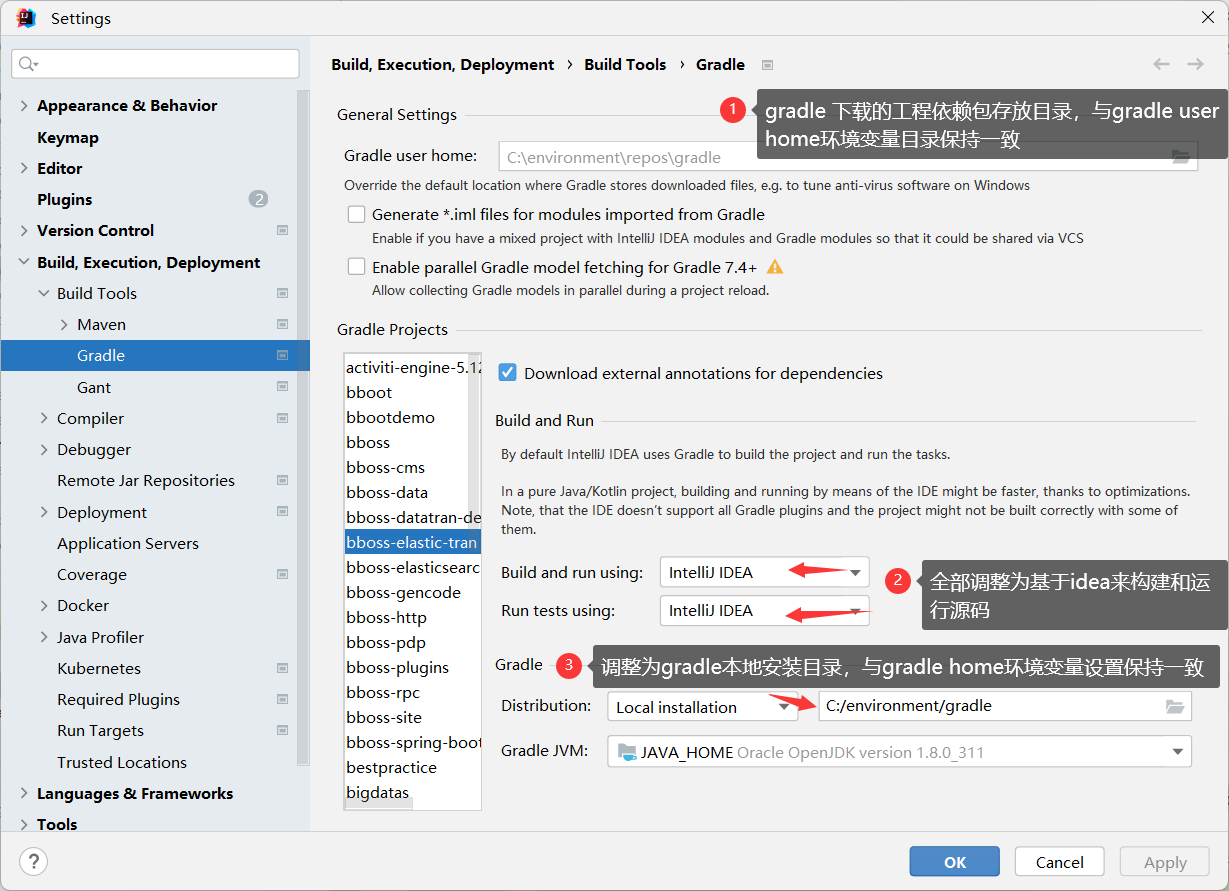 Settings
Build, Execution, Deployment › Build Tools › Gradle
Appearance & Behavior
Keymap
Editor
Plugins
2
Version Control
Build, Execution, Deployment
Build Tools
Maven
Gradle
Gant
Compiler
Debugger
Remote Jar Repositories
Deployment
Application Servers
Coverage
Docker
Java Profiler
Kubernetes
Required Plugins
Run Targets
Trusted Locations
Languages & Frameworks
Tools
General Settings
1
gradle 下载的工程依赖包存放目录，与gradle user
home环境变量目录保持一致
Gradle user home:
C:\environment\repos\gradle
Override the default location where Gradle stores downloaded files, e.g. to tune anti-virus software on Windows
Generate *.iml files for modules imported from Gradle
Enable if you have a mixed project with IntelliJ IDEA modules and Gradle modules so that it could be shared via VCS
Enable parallel Gradle model fetching for Gradle 7.4+
Allow collecting Gradle models in parallel during a project reload.
Gradle Projects
activiti-engine-5.12
bboot
bbootdemo
bboss
bboss-cms
bboss-data
bboss-datatran-de
bboss-elastic-tran
bboss-elasticsearc
bboss-gencode
bboss-http
bboss-pdp
bboss-plugins
bboss-rpc
bboss-site
bboss-spring-boot
bestpractice
bigdatas
Download external annotations for dependencies
Build and Run
By default IntelliJ IDEA uses Gradle to build the project and run the tasks.
In a pure Java/Kotlin project, building and running by means of the IDE might be faster, thanks to optimizations.
Note, that the IDE doesn't support all Gradle plugins and the project might not be built correctly with some of
them.
Build and run using:
IntelliJ IDEA
Run tests using:
IntelliJ IDEA
2
全部调整为基于idea来构建和运
行源码
Gradle
3
调整为gradle本地安装目录，与gradle home环境变量设置保持一致
Distribution:
Local installation
C:/environment/gradle
Gradle JVM:
JAVA_HOME Oracle OpenJDK version 1.8.0_311
?
OK
Cancel
Apply